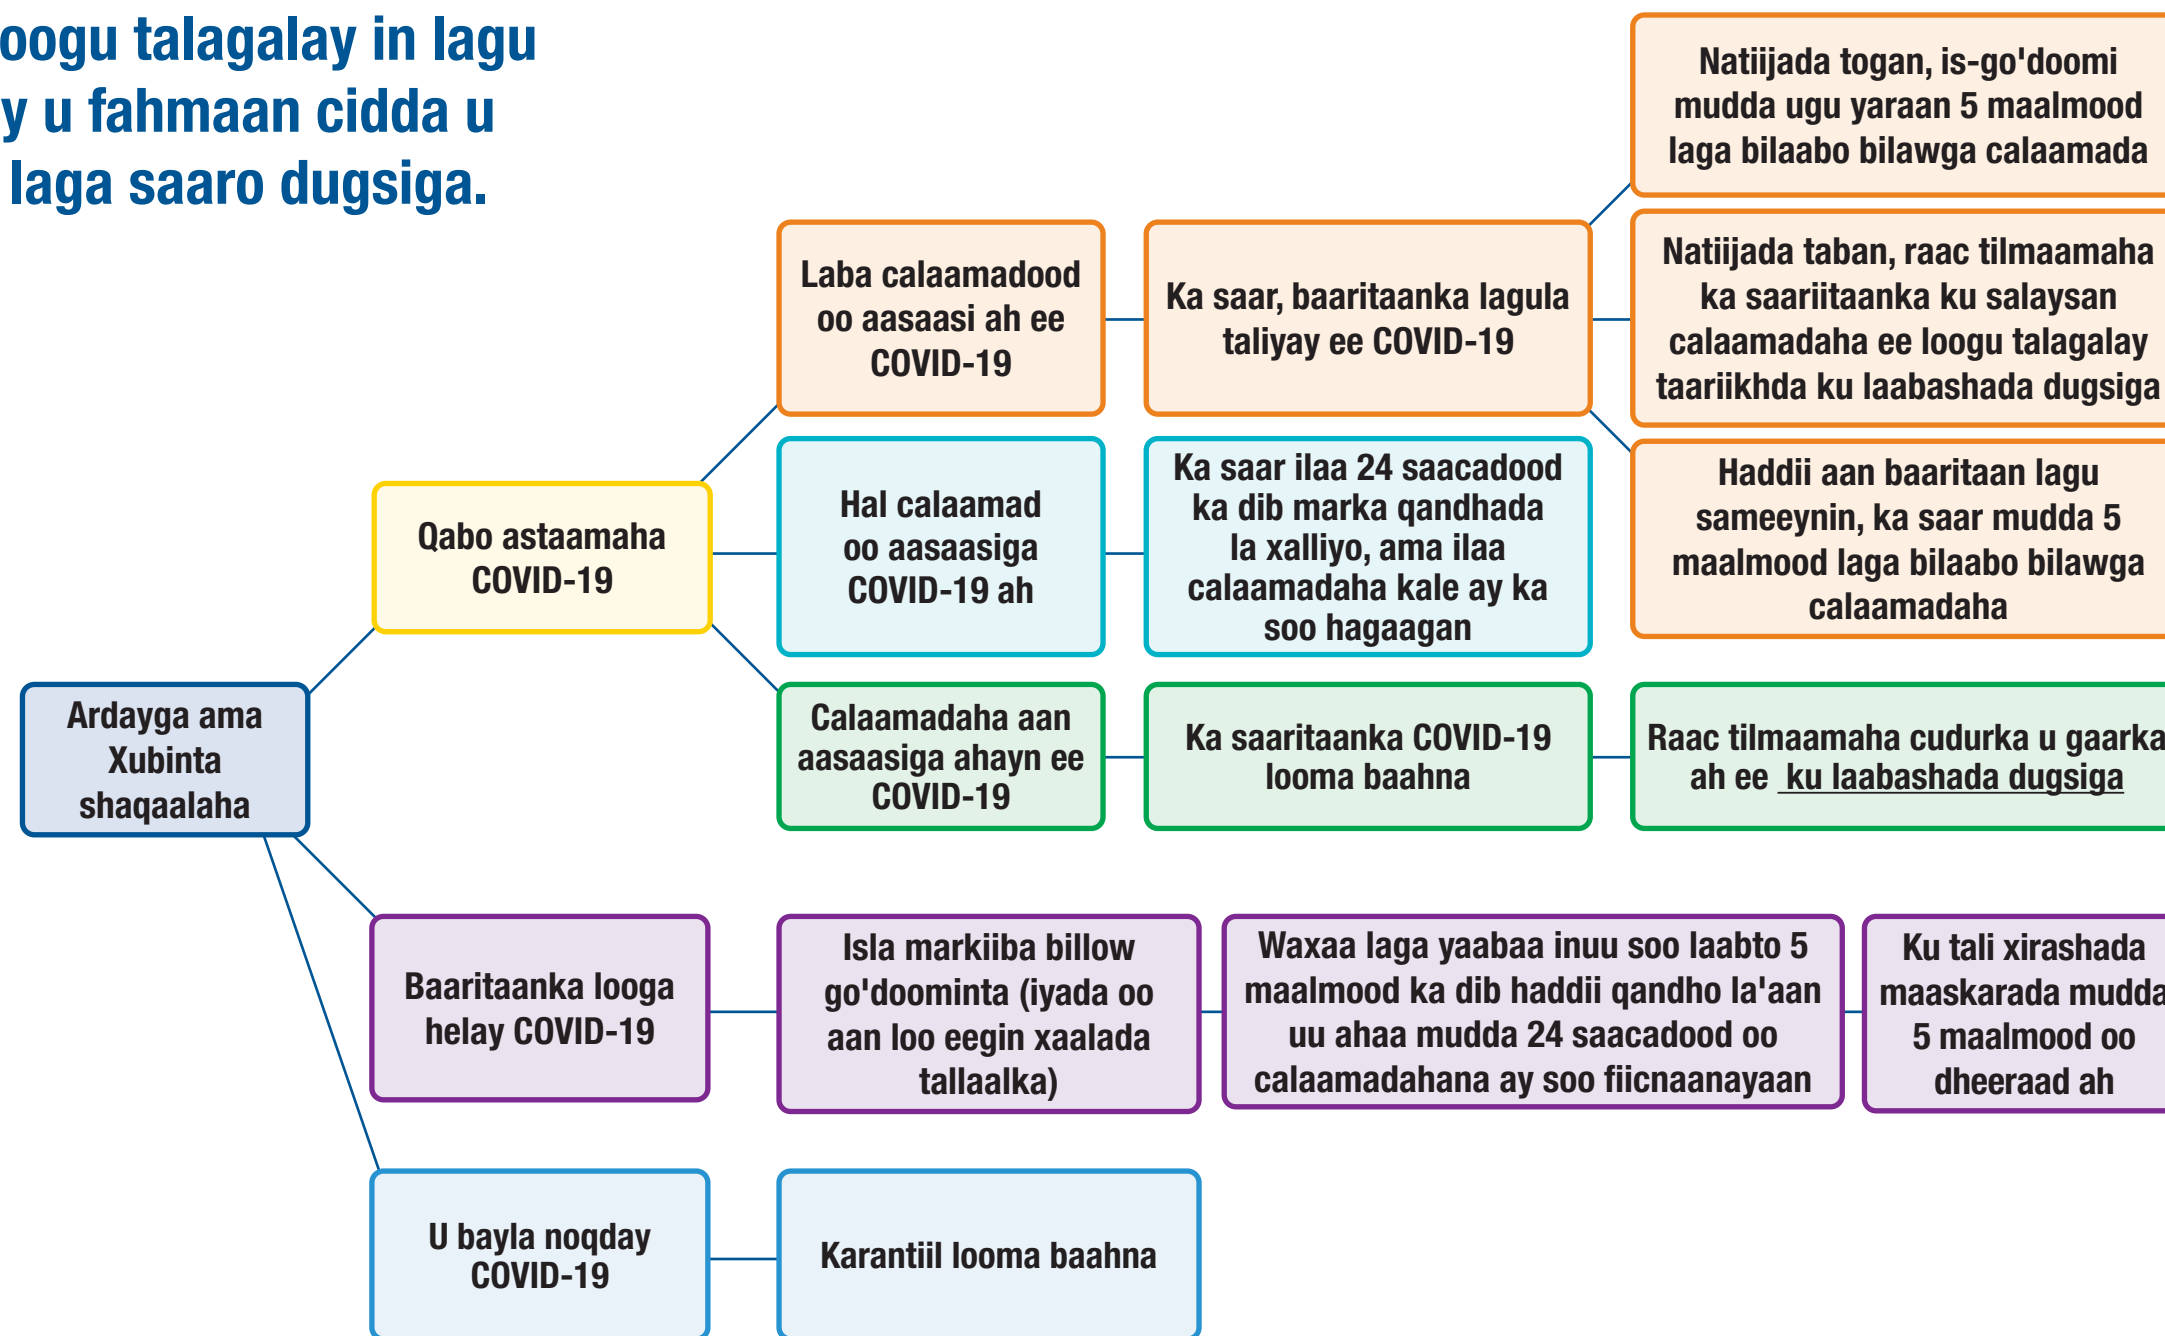 oogu talagalay in lagu
y u fahmaan cidda u
laga saaro dugsiga.
Natiijada togan, is-go'doomi
mudda ugu yaraan 5 maalmood
laga bilaabo bilawga calaamada
Laba calaamadood
oo aasaasi ah ee
COVID-19
Ka saar, baaritaanka lagula
taliyay ee COVID-19
Natiijada taban, raac tilmaamaha
ka saariitaanka ku salaysan
calaamadaha ee loogu talagalay
taariikhda ku laabashada dugsiga
Haddii aan baaritaan lagu
sameeynin, ka saar mudda 5
maalmood laga bilaabo bilawga
calaamadaha
Qabo astaamaha
COVID-19
Hal calaamad
oo aasaasiga
COVID-19 ah
Ka saar ilaa 24 saacadood
ka dib marka qandhada
la xalliyo, ama ilaa
calaamadaha kale ay ka
soo hagaagan
Ardayga ama
Xubinta
shaqaalaha
Calaamadaha aan
aasaasiga ahayn ee
COVID-19
Ka saaritaanka COVID-19
looma baahna
Raac tilmaamaha cudurka u gaarka
ah ee ku laabashada dugsiga
Baaritaanka looga
helay COVID-19
Isla markiiba billow
go'doominta (iyada oo
aan loo eegin xaalada
tallaalka)
Waxaa laga yaabaa inuu soo laabto 5
maalmood ka dib haddii qandho la'aan
uu ahaa mudda 24 saacadood oo
calaamadahana ay soo fiicnaanayaan
Ku tali xirashada
maaskarada mudda
5 maalmood oo
dheeraad ah
U bayla noqday
COVID-19
Karantiil looma baahna